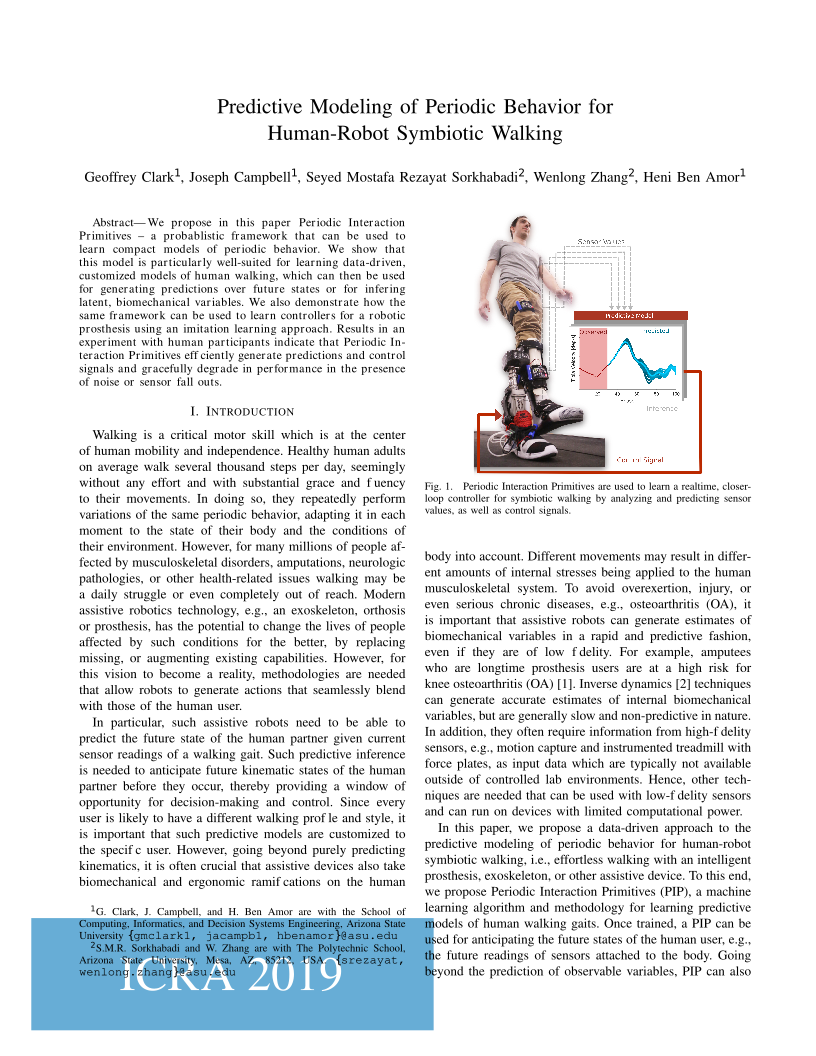 Predictive Modeling of Periodic Behavior for
Human-Robot Symbiotic Walking
Geoffrey Clark1, Joseph Campbell1, Seyed Mostafa Rezayat Sorkhabadi2, Wenlong Zhang2, Heni Ben Amor1
Abstract—We propose in this paper Periodic Interaction
Primitives – a probablistic framework that can be used to
learn compact models of periodic behavior. We show that
this model is particularly well-suited for learning data-driven,
customized models of human walking, which can then be used
for generating predictions over future states or for infering
latent, biomechanical variables. We also demonstrate how the
same framework can be used to learn controllers for a robotic
prosthesis using an imitation learning approach. Results in an
experiment with human participants indicate that Periodic In-
teraction Primitives eff ciently generate predictions and control
signals and gracefully degrade in performance in the presence
of noise or sensor fall outs.
I. INTRODUCTION
Walking is a critical motor skill which is at the center
of human mobility and independence. Healthy human adults
on average walk several thousand steps per day, seemingly
without any effort and with substantial grace and f uency
to their movements. In doing so, they repeatedly perform
variations of the same periodic behavior, adapting it in each
moment to the state of their body and the conditions of
their environment. However, for many millions of people af-
fected by musculoskeletal disorders, amputations, neurologic
pathologies, or other health-related issues walking may be
a daily struggle or even completely out of reach. Modern
assistive robotics technology, e.g., an exoskeleton, orthosis
or prosthesis, has the potential to change the lives of people
affected by such conditions for the better, by replacing
missing, or augmenting existing capabilities. However, for
this vision to become a reality, methodologies are needed
that allow robots to generate actions that seamlessly blend
with those of the human user.
In particular, such assistive robots need to be able to
predict the future state of the human partner given current
sensor readings of a walking gait. Such predictive inference
is needed to anticipate future kinematic states of the human
partner before they occur, thereby providing a window of
opportunity for decision-making and control. Since every
user is likely to have a different walking prof le and style, it
is important that such predictive models are customized to
the specif c user. However, going beyond purely predicting
kinematics, it is often crucial that assistive devices also take
biomechanical and ergonomic ramif cations on the human
1G. Clark, J. Campbell, and H. Ben Amor are with the School of
Computing, Informatics, and Decision Systems Engineering, Arizona State
University {gmclark1, jacampbl, hbenamor}@asu.edu
2S.M.R. Sorkhabadi and W. Zhang are with The Polytechnic School,
Arizona State University, Mesa, AZ, 85212, USA. {srezayat,
wenlong.zhang}@asu.edu
ICRA 2019
Sensor Values
Predictive Model
Observed
Predicted
20 40 60 80 100
Inference
Control Signal
Fig. 1. Periodic Interaction Primitives are used to learn a realtime, closer-
loop controller for symbiotic walking by analyzing and predicting sensor
values, as well as control signals.
body into account. Different movements may result in differ-
ent amounts of internal stresses being applied to the human
musculoskeletal system. To avoid overexertion, injury, or
even serious chronic diseases, e.g., osteoarthritis (OA), it
is important that assistive robots can generate estimates of
biomechanical variables in a rapid and predictive fashion,
even if they are of low f delity. For example, amputees
who are longtime prosthesis users are at a high risk for
knee osteoarthritis (OA) [1]. Inverse dynamics [2] techniques
can generate accurate estimates of internal biomechanical
variables, but are generally slow and non-predictive in nature.
In addition, they often require information from high-f delity
sensors, e.g., motion capture and instrumented treadmill with
force plates, as input data which are typically not available
outside of controlled lab environments. Hence, other tech-
niques are needed that can be used with low-f delity sensors
and can run on devices with limited computational power.
In this paper, we propose a data-driven approach to the
predictive modeling of periodic behavior for human-robot
symbiotic walking, i.e., effortless walking with an intelligent
prosthesis, exoskeleton, or other assistive device. To this end,
we propose Periodic Interaction Primitives (PIP), a machine
learning algorithm and methodology for learning predictive
models of human walking gaits. Once trained, a PIP can be
used for anticipating the future states of the human user, e.g.,
the future readings of sensors attached to the body. Going
beyond the prediction of observable variables, PIP can also